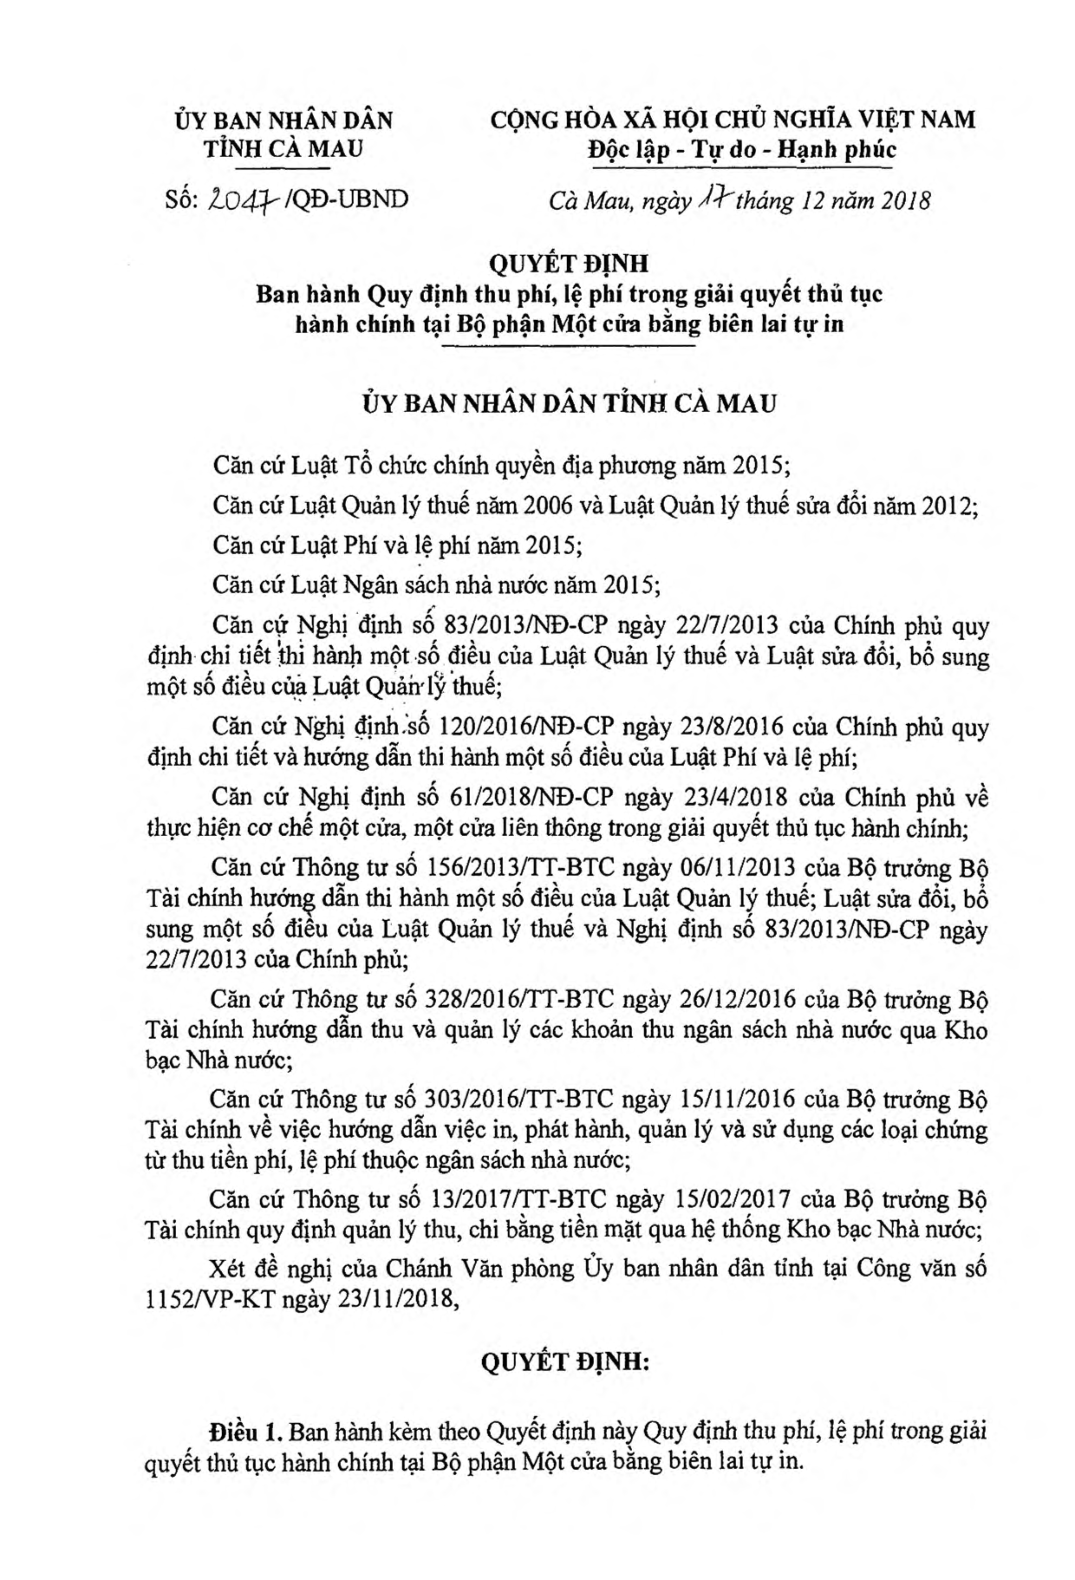 ỦY BAN NHÂN DÂN
TỈNH CÀ MAU
CỘNG HÒA XÃ HỘI CHỦ NGHĨA VIỆT NAM
Độc lập - Tự do - Hạnh phúc
Số: 2047/QĐ-UBND
Cà Mau, ngày 17 tháng 12 năm 2018
QUYẾT ĐỊNH
Ban hành Quy định thu phí, lệ phí trong giải quyết thủ tục
hành chính tại Bộ phận Một cửa bằng biên lai tự in
ỦY BAN NHÂN DÂN TỈNH CÀ MAU
Căn cứ Luật Tổ chức chính quyền địa phương năm 2015;
Căn cứ Luật Quản lý thuế năm 2006 và Luật Quản lý thuế sửa đổi năm 2012;
Căn cứ Luật Phí và lệ phí năm 2015;
Căn cứ Luật Ngân sách nhà nước năm 2015;
Căn cứ Nghị định số 83/2013/NĐ-CP ngày 22/7/2013 của Chính phủ quy
định chi tiết thi hành một số điều của Luật Quản lý thuế và Luật sửa đổi, bổ sung
một số điều của Luật Quản lý thuế;
Căn cứ Nghị định số 120/2016/NĐ-CP ngày 23/8/2016 của Chính phủ quy
định chi tiết và hướng dẫn thi hành một số điều của Luật Phí và lệ phí;
Căn cứ Nghị định số 61/2018/NĐ-CP ngày 23/4/2018 của Chính phủ về
thực hiện cơ chế một cửa, một cửa liên thông trong giải quyết thủ tục hành chính;
Căn cứ Thông tư số 156/2013/TT-BTC ngày 06/11/2013 của Bộ trưởng Bộ
Tài chính hướng dẫn thi hành một số điều của Luật Quản lý thuế; Luật sửa đổi, bổ
sung một số điều của Luật Quản lý thuế và Nghị định số 83/2013/NĐ-CP ngày
22/7/2013 của Chính phủ;
Căn cứ Thông tư số 328/2016/TT-BTC ngày 26/12/2016 của Bộ trưởng Bộ
Tài chính hướng dẫn thu và quản lý các khoản thu ngân sách nhà nước qua Kho
bạc Nhà nước;
Căn cứ Thông tư số 303/2016/TT-BTC ngày 15/11/2016 của Bộ trưởng Bộ
Tài chính về việc hướng dẫn việc in, phát hành, quản lý và sử dụng các loại chứng
từ thu tiền phí, lệ phí thuộc ngân sách nhà nước;
Căn cứ Thông tư số 13/2017/TT-BTC ngày 15/02/2017 của Bộ trưởng Bộ
Tài chính quy định quản lý thu, chi bằng tiền mặt qua hệ thống Kho bạc Nhà nước;
Xét đề nghị của Chánh Văn phòng Ủy ban nhân dân tỉnh tại Công văn số
1152/VP-KT ngày 23/11/2018,
QUYẾT ĐỊNH:
Điều 1. Ban hành kèm theo Quyết định này Quy định thu phí, lệ phí trong giải
quyết thủ tục hành chính tại Bộ phận Một cửa bằng biên lai tự in.